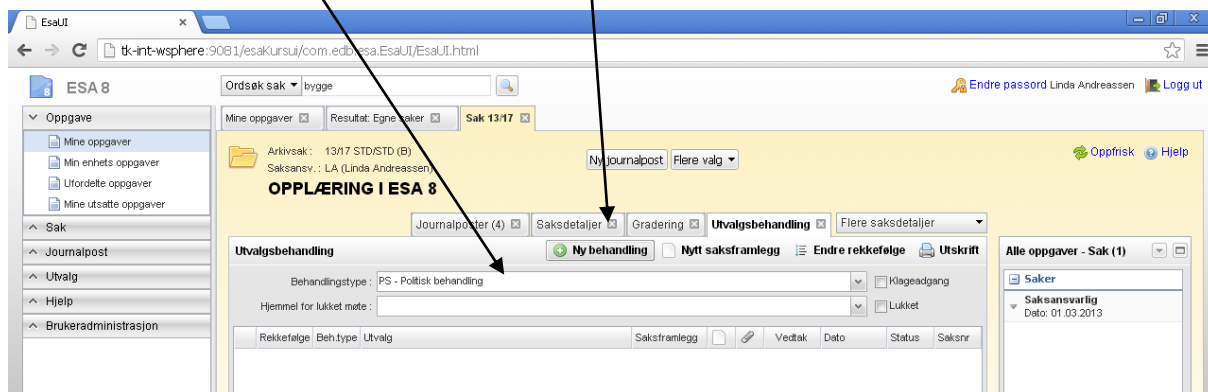 EsaUI
tk-int-wsphere:9081/esaKursui/com.edb.esa.EsaUI/EsaUI.html
ESA 8
Ordsøk sak bygge
Endre passord Linda Andreassen Logg ut
Oppgave
Mine oppgaver
Min enhets oppgaver
Ufordelte oppgaver
Mine utsatte oppgaver
Sak
Journalpost
Utvalg
Hjelp
Brukeradministrasjon
Mine oppgaver Resultat: Egne saker Sak 13/17
Arkivsak: 13/17 STD/STD (B)
Saksansv.: LA (Linda Andreassen)
OPPLÆRING I ESA 8
Ny journalpost Flere valg
Oppfrisk Hjelp
Journalposter (4) Saksdetaljer Gradering Utvalgsbehandling Flere saksdetaljer
Utvalgsbehandling Ny behandling Nytt saksframlegg Endre rekkefølge Utskrift
Behandlingstype: PS - Politisk behandling Klageadgang
Hjemmel for lukket møte: Lukket
Rekkefølge Beh.type Utvalg Saksframlegg Vedtak Dato Status Saksnr
Alle oppgaver - Sak (1)
Saker
Saksansvarlig
Dato: 01.03.2013